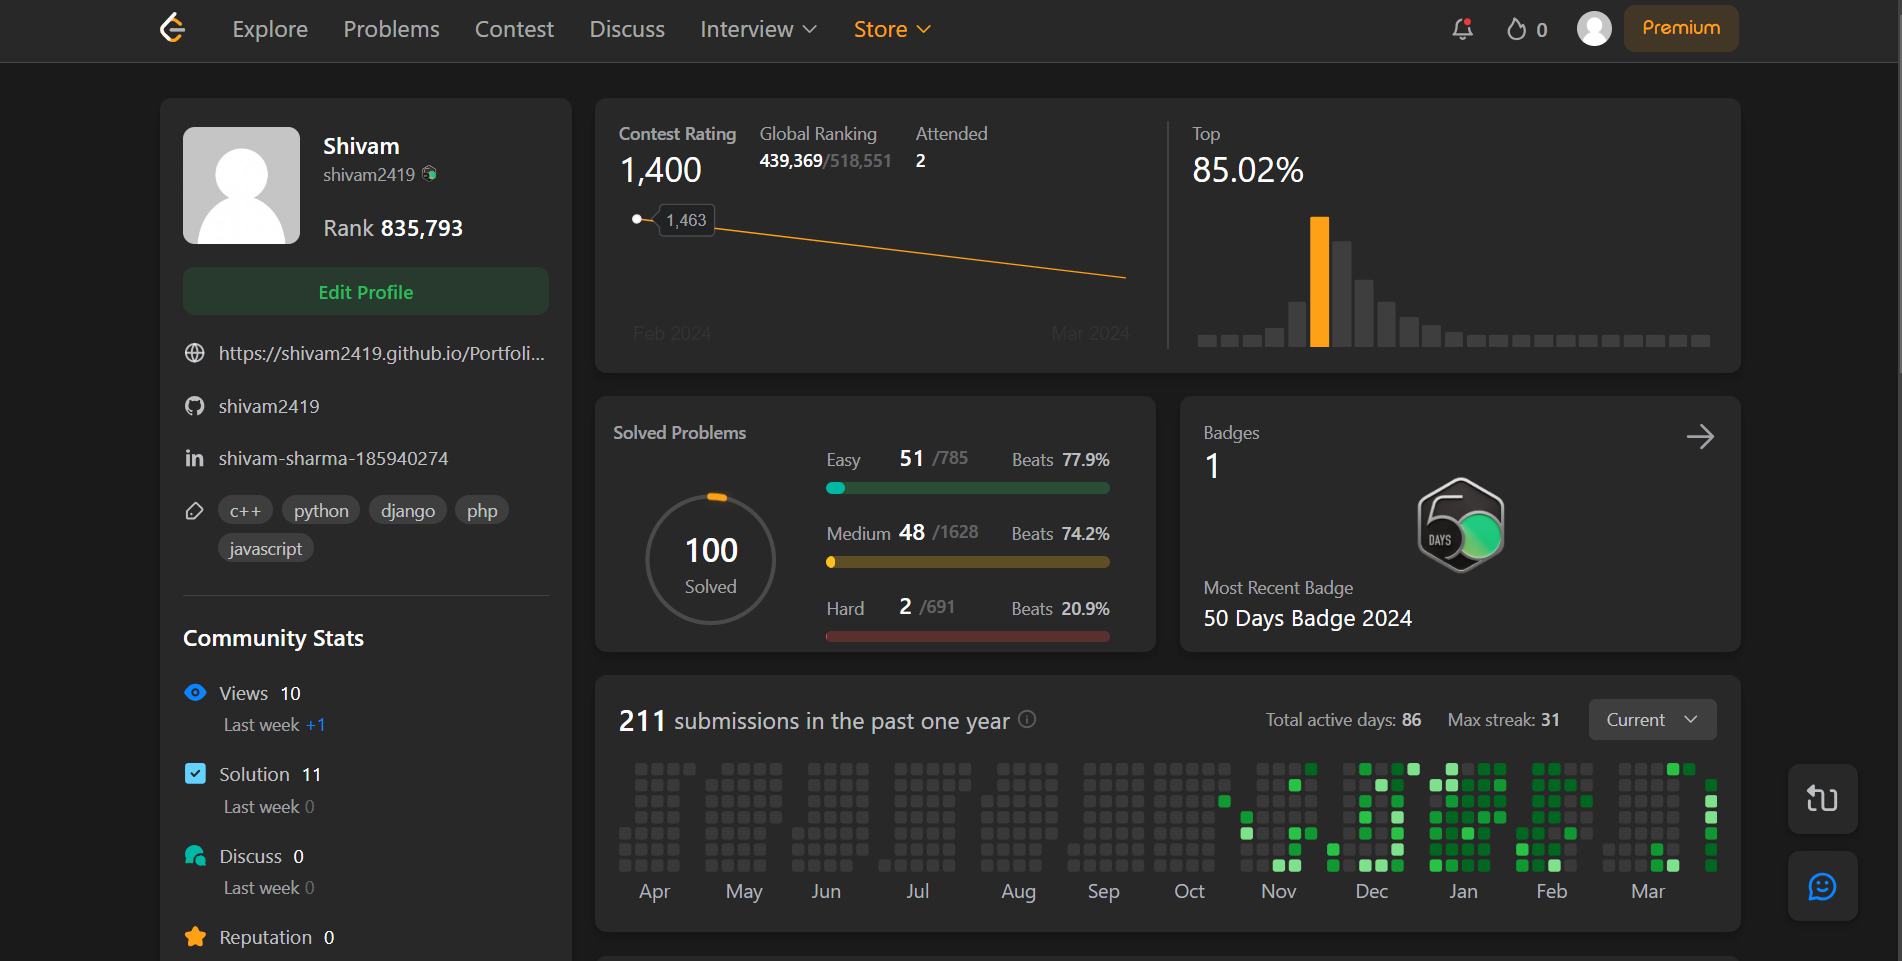 Explore Problems Contest Discuss Interview Store 0 Premium
Shivam
shivam2419
Rank 835,793
Edit Profile
https://shivam2419.github.io/Portfoli...
shivam2419
shivam-sharma-185940274
c++ python django php
javascript
Community Stats
Views 10
Last week +1
Solution 11
Last week 0
Discuss 0
Last week 0
Reputation 0
Contest Rating Global Ranking Attended
1,400 439,369/518,551 2
1,463
Feb 2024 Mar 2024
Top
85.02%
Solved Problems
100
Solved
Easy 51 /785 Beats 77.9%
Medium 48 /1628 Beats 74.2%
Hard 2 /691 Beats 20.9%
Badges
1
50
DAYS
Most Recent Badge
50 Days Badge 2024
211 submissions in the past one year Total active days: 86 Max streak: 31 Current
Apr May Jun Jul Aug Sep Oct Nov Dec Jan Feb Mar